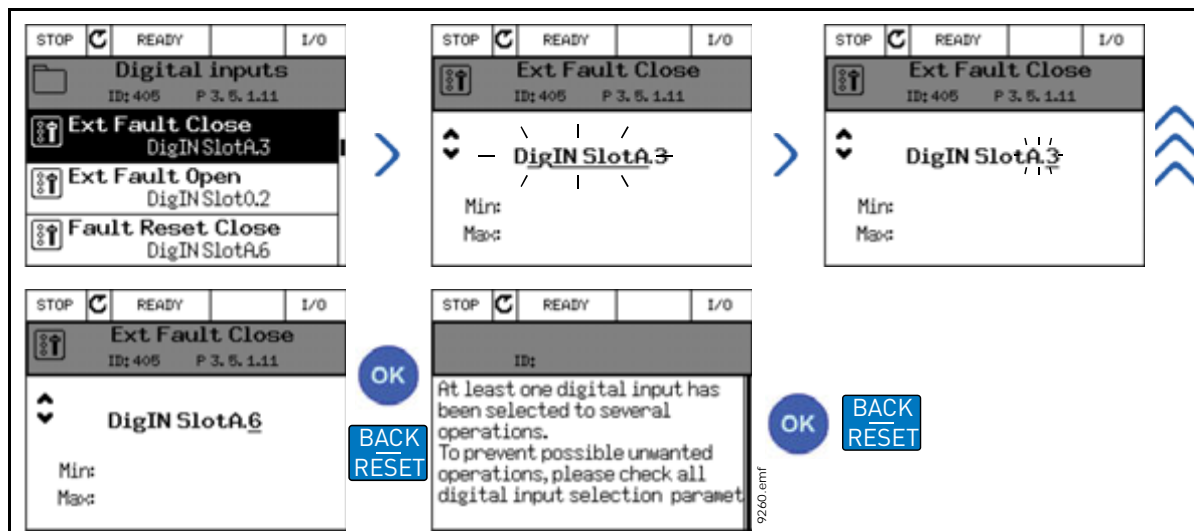 STOP READY I/O
Digital inputs
ID: 405 P 3. 5. 1.11
Ext Fault Close
DigIN SlotA.3
Ext Fault Open
DigIN Slot0.2
Fault Reset Close
DigIN SlotA.6
STOP READY I/O
Ext Fault Close
ID: 405 P 3. 5. 1.11
DigIN SlotA.3
Min:
Max:
STOP READY I/O
Ext Fault Close
ID: 405 P 3. 5. 1.11
DigIN SlotA.3
Min:
Max:
STOP READY I/O
Ext Fault Close
ID: 405 P 3. 5. 1.11
DigIN SlotA.6
Min:
Max:
OK
BACK
RESET
STOP READY I/O
ID:
At least one digital input has
been selected to several
operations.
To prevent possible unwanted
operations, please check all
digital input selection paramet
OK
BACK
RESET
9260.emf